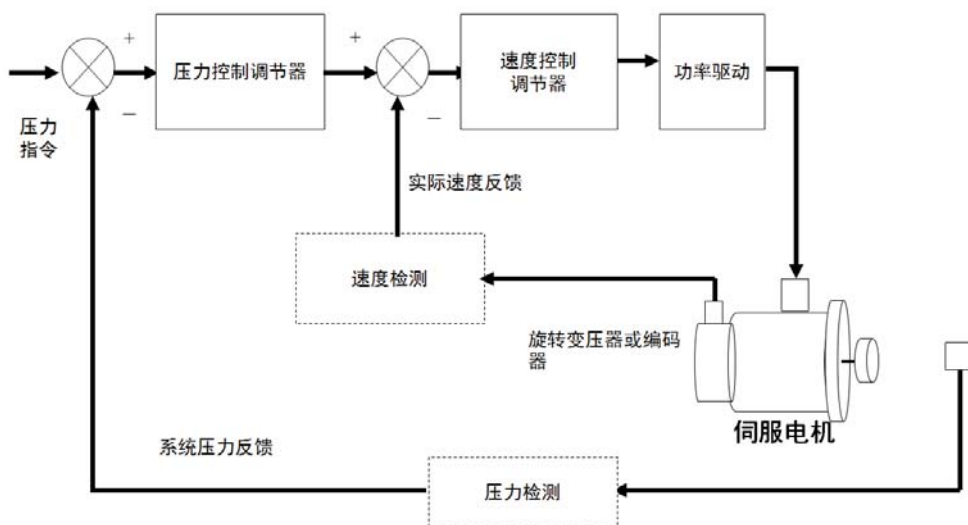 +
+
压力控制调节器
速度控制
调节器
功率驱动
−
−
压力
指令
实际速度反馈
速度检测
旋转变压器或编码
器
伺服电机
系统压力反馈
压力检测